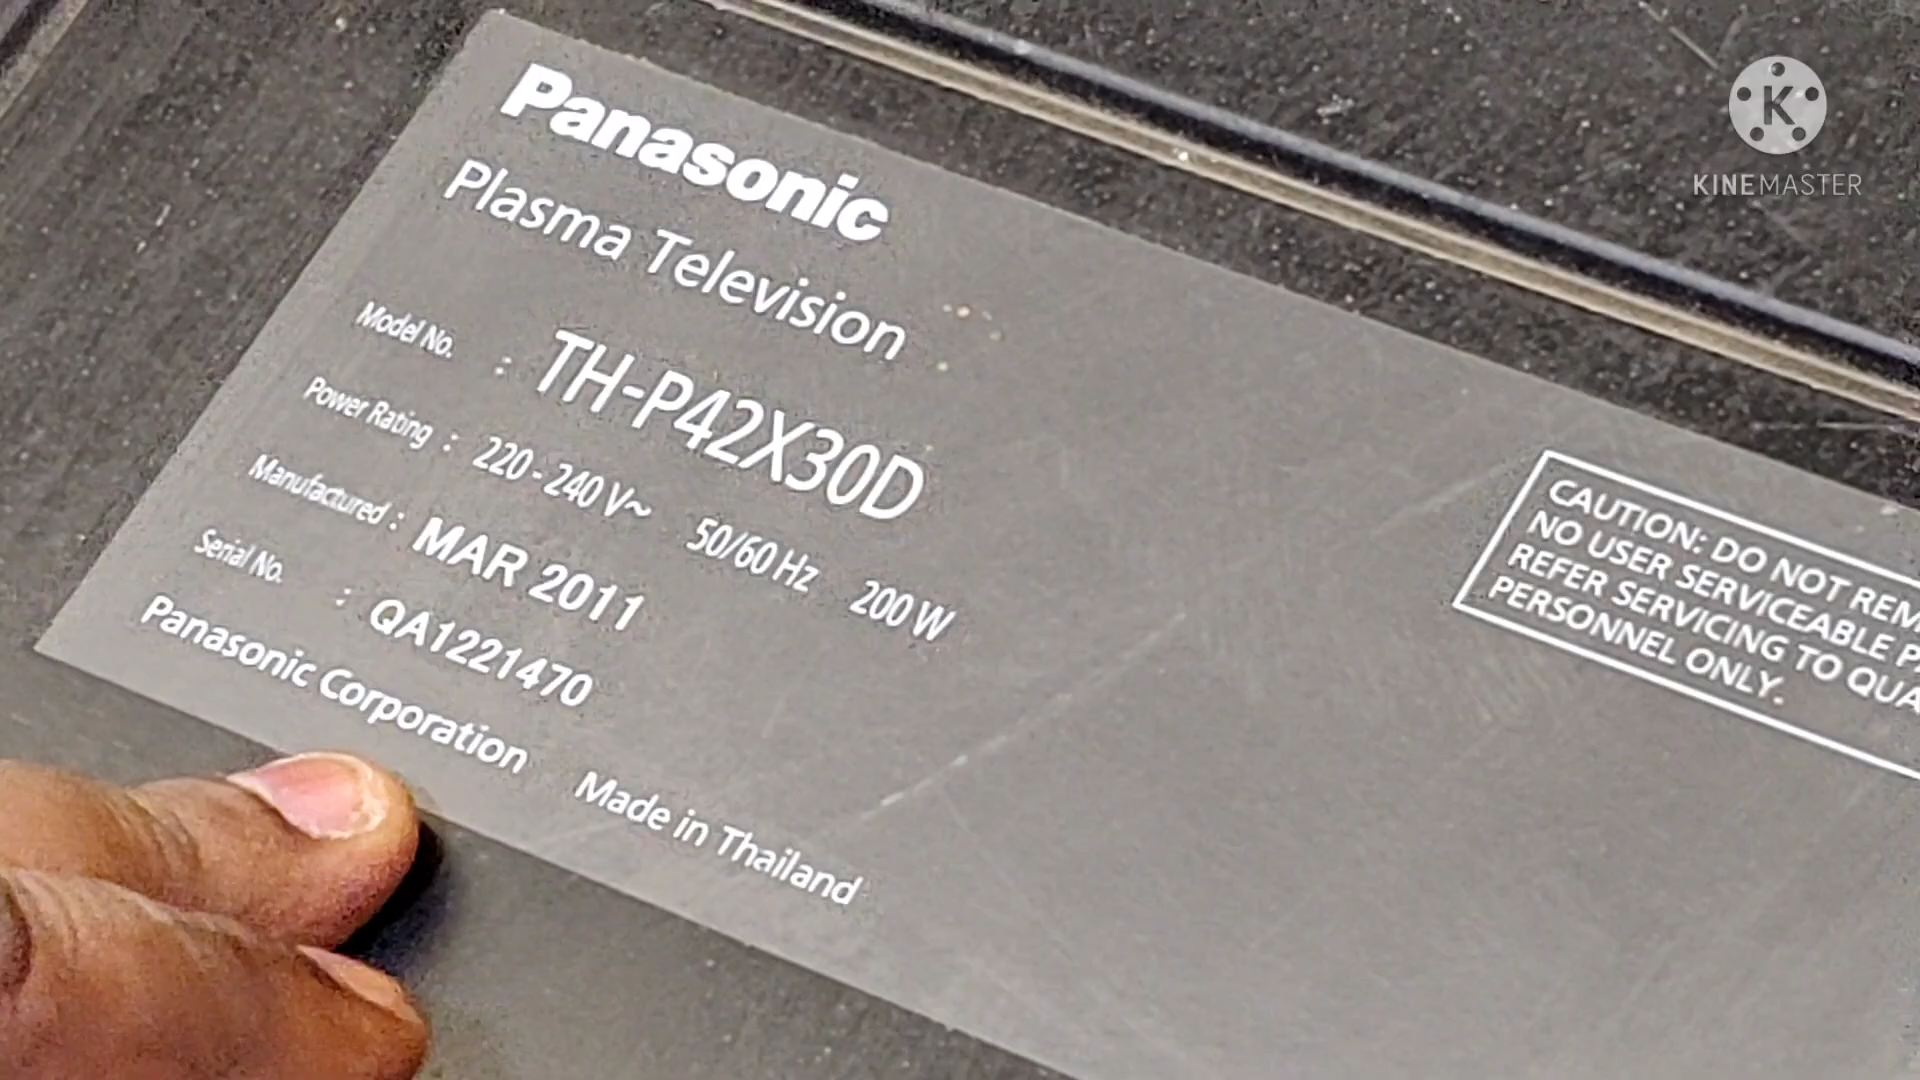 Panasonic
Plasma Television
Model No. : TH-P42X30D
Power Rating : 220-240 V~ 50/60 Hz 200 W
Manufactured : MAR 2011
Serial No. : QA1221470
Panasonic Corporation Made in Thailand
CAUTION: DO NOT
NO USER SERVICEABLE
REFER SERVICING TO
PERSONNEL ONLY.
K
KINEMASTER